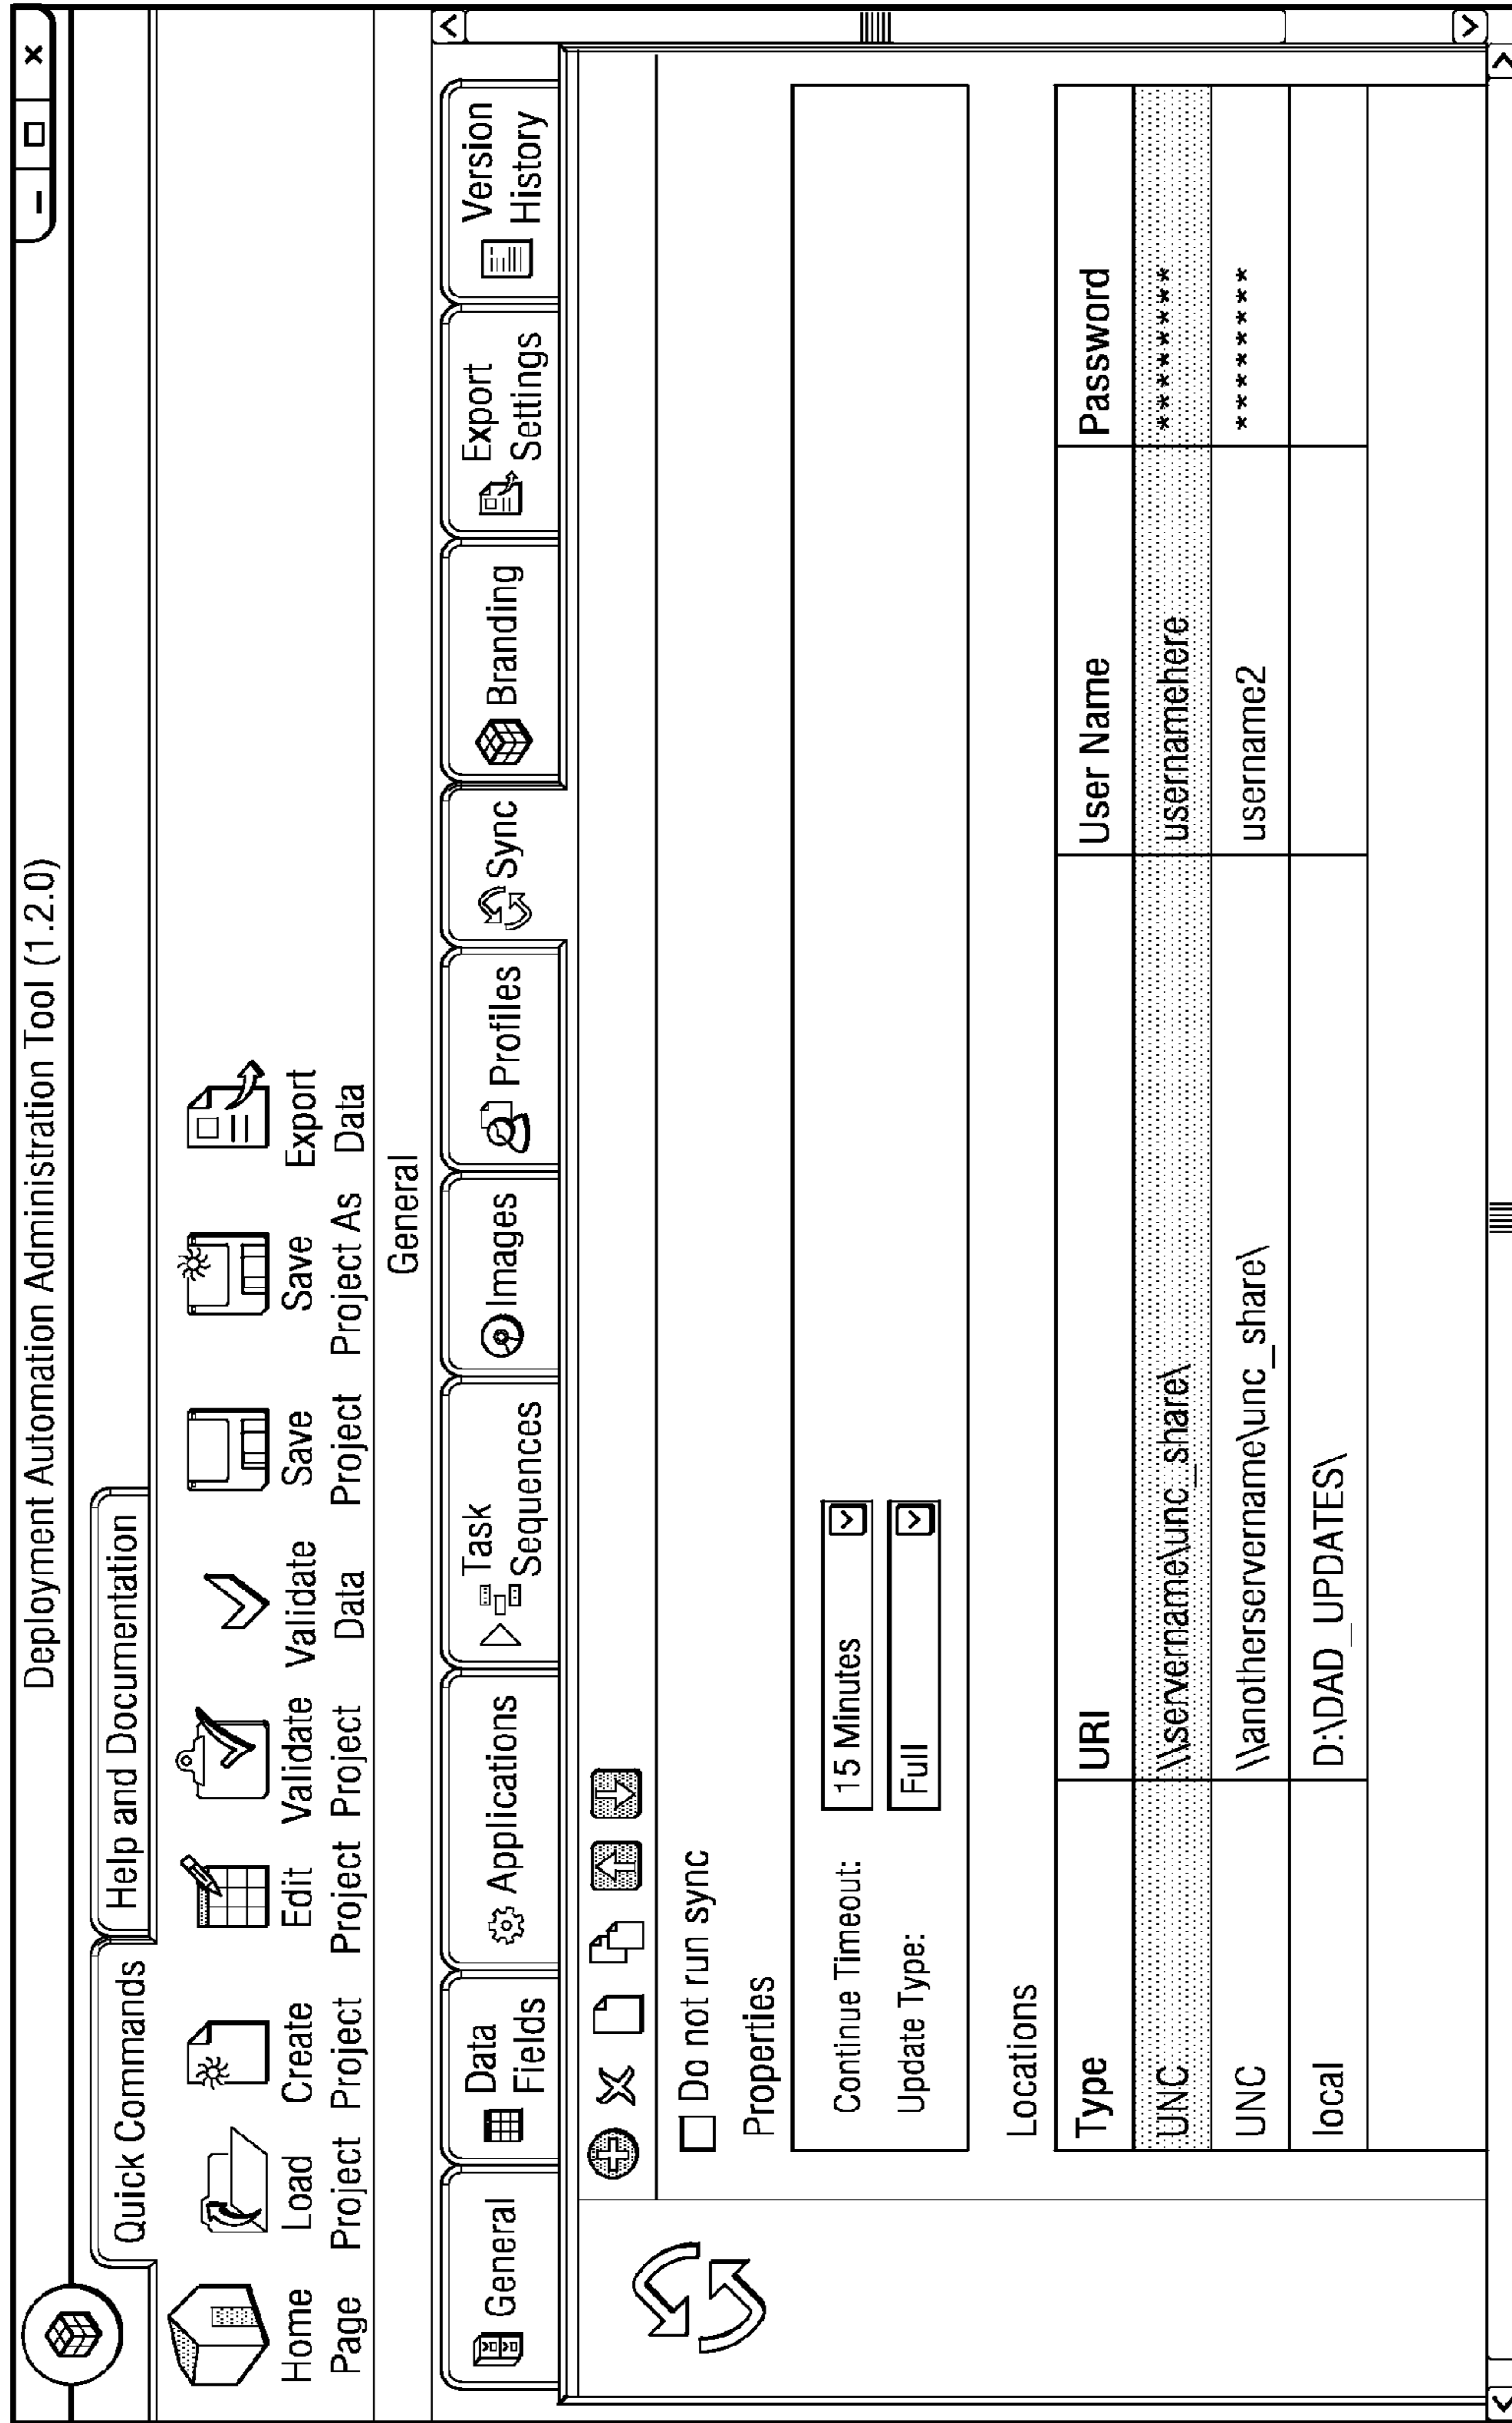 Deployment Automation Administration Tool (1.2.0)
Quick Commands
Help and Documentation
Home Page
Load Project
Create Project
Edit Project
Validate Project
Validate Data
Save Project
Save Project As
Export Data
General
General
Data Fields
Applications
Task Sequences
Images
Profiles
Sync
Branding
Export Settings
Version History
Do not run sync
Properties
Continue Timeout: 15 Minutes
Update Type: Full
Locations
Type URI User Name Password
UNC \\servername\unc_share\ usernamehere ********
UNC \\anotherservername\unc_share\ username2 ********
local D:\DAD_UPDATES\